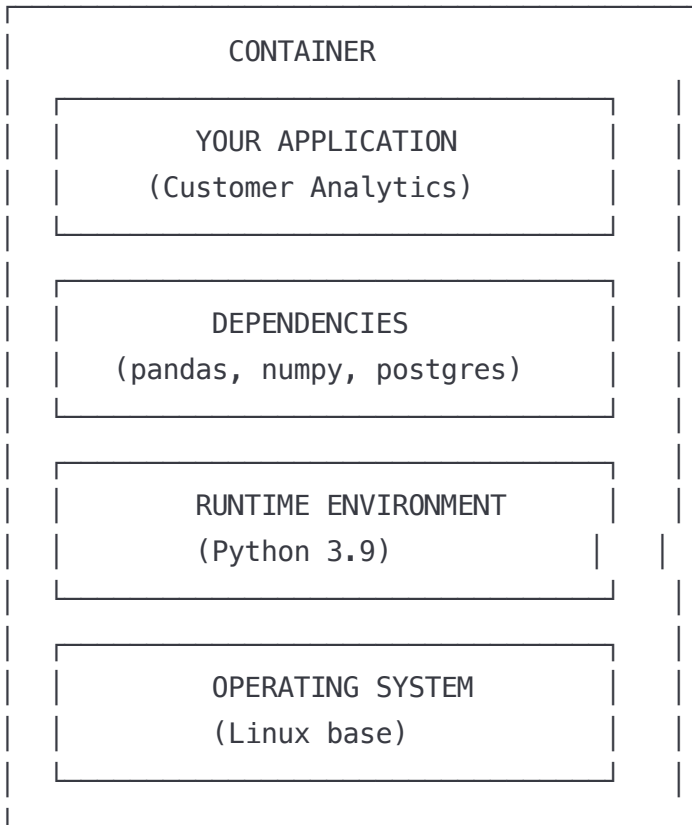 CONTAINER
YOUR APPLICATION
(Customer Analytics)
DEPENDENCIES
(pandas, numpy, postgres)
RUNTIME ENVIRONMENT
(Python 3.9)
OPERATING SYSTEM
(Linux base)